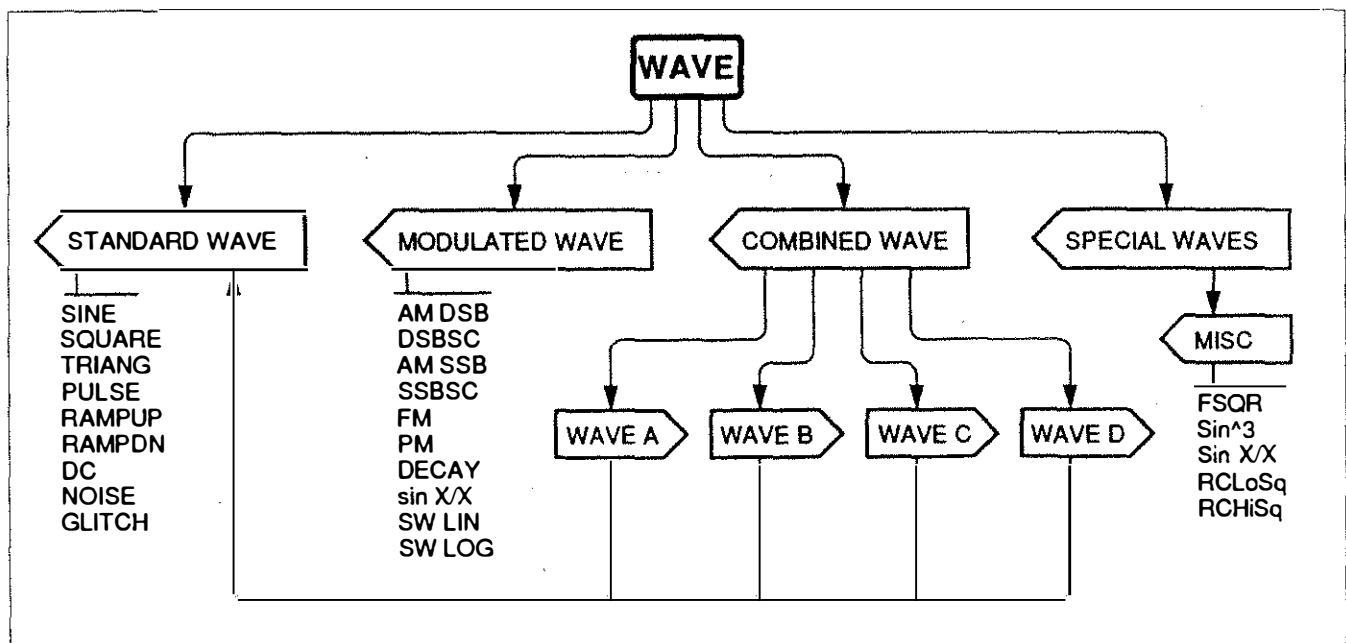 WAVE
STANDARD WAVE
MODULATED WAVE
COMBINED WAVE
SPECIAL WAVES
SINE
SQUARE
TRIANG
PULSE
RAMPUP
RAMPDN
DC
NOISE
GLITCH
AM DSB
DSBSC
AM SSB
SSBSC
FM
PM
DECAY
sin X/X
SW LIN
SW LOG
WAVE A
WAVE B
WAVE C
WAVE D
MISC
FSQR
Sin^3
Sin X/X
RCLoSq
RCHiSq